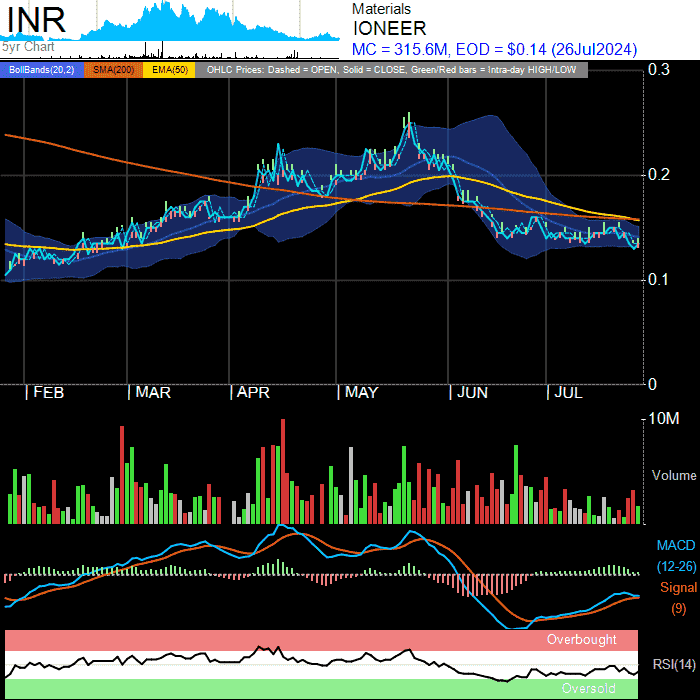 INR
5yr Chart
Materials
IONEER
MC = 315.6M, EOD = $0.14 (26Jul2024)
BollBands(20,2) SMA(200) EMA(50) OHLC Prices: Dashed = OPEN, Solid = CLOSE, Green/Red bars = Intra-day HIGH/LOW
0.3
0.2
0.1
0
FEB MAR APR MAY JUN JUL
10M
Volume
MACD
(12-26)
Signal
(9)
Overbought
RSI(14)
Oversold